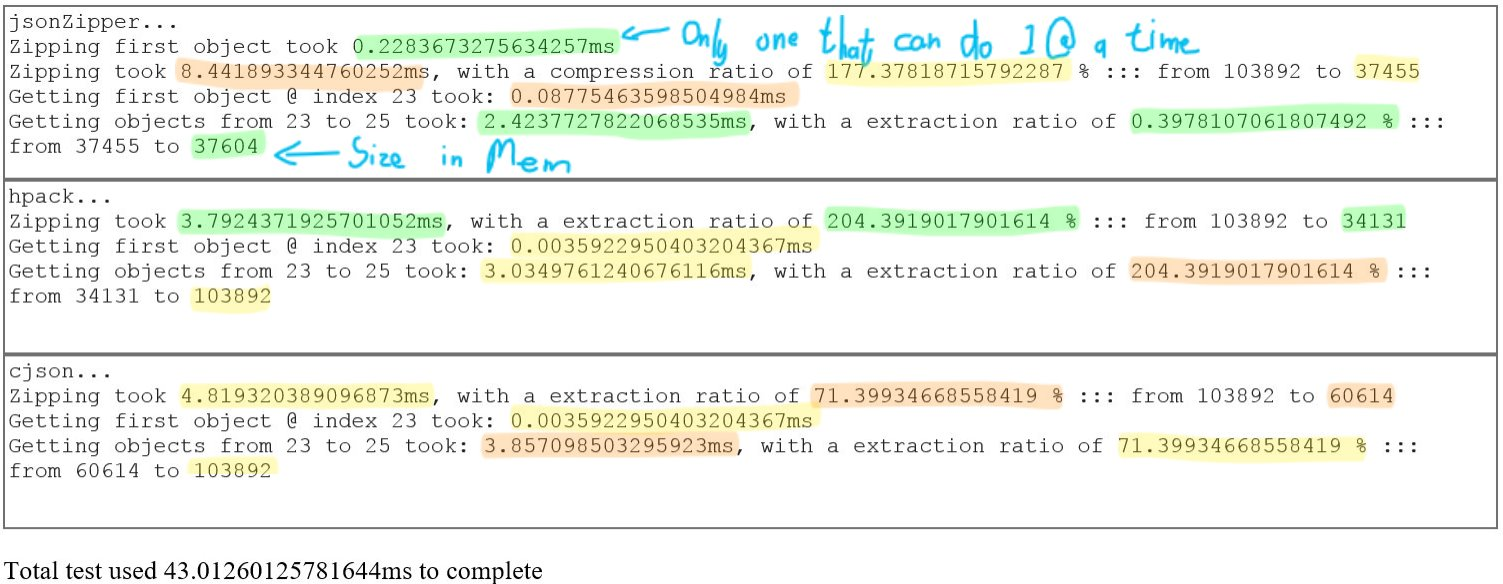 jsonZipper...
Zipping first object took 0.2283673275634257ms Only one that can do 1 @ a time
Zipping took 8.441893344760252ms, with a compression ratio of 177.37818715792287 % ::: from 103892 to 37455
Getting first object @ index 23 took: 0.08775463598504984ms
Getting objects from 23 to 25 took: 2.4237727822068535ms, with a extraction ratio of 0.3978107061807492 % :::
from 37455 to 37604 Size in Mem
hpack...
Zipping took 3.7924371925701052ms, with a extraction ratio of 204.3919017901614 % ::: from 103892 to 34131
Getting first object @ index 23 took: 0.0035922950403204367ms
Getting objects from 23 to 25 took: 3.0349761240676116ms, with a extraction ratio of 204.3919017901614 % :::
from 34131 to 103892
cjson...
Zipping took 4.819320389096873ms, with a extraction ratio of 71.39934668558419 % ::: from 103892 to 60614
Getting first object @ index 23 took: 0.0035922950403204367ms
Getting objects from 23 to 25 took: 3.857098503295923ms, with a extraction ratio of 71.39934668558419 % :::
from 60614 to 103892
Total test used 43.01260125781644ms to complete